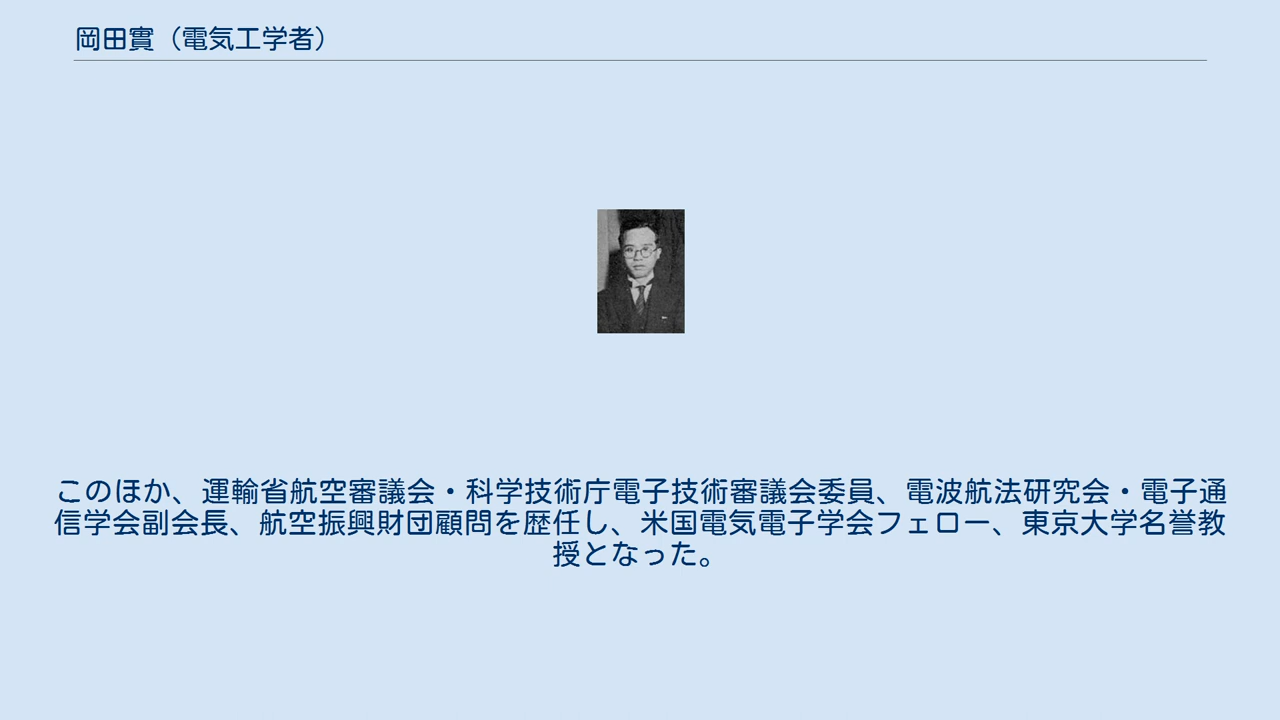 岡田實（電気工学者）
このほか、運輸省航空審議会・科学技術庁電子技術審議会委員、電波航法研究会・電子通
信学会副会長、航空振興財団顧問を歴任し、米国電気電子学会フェロー、東京大学名誉教
授となった。